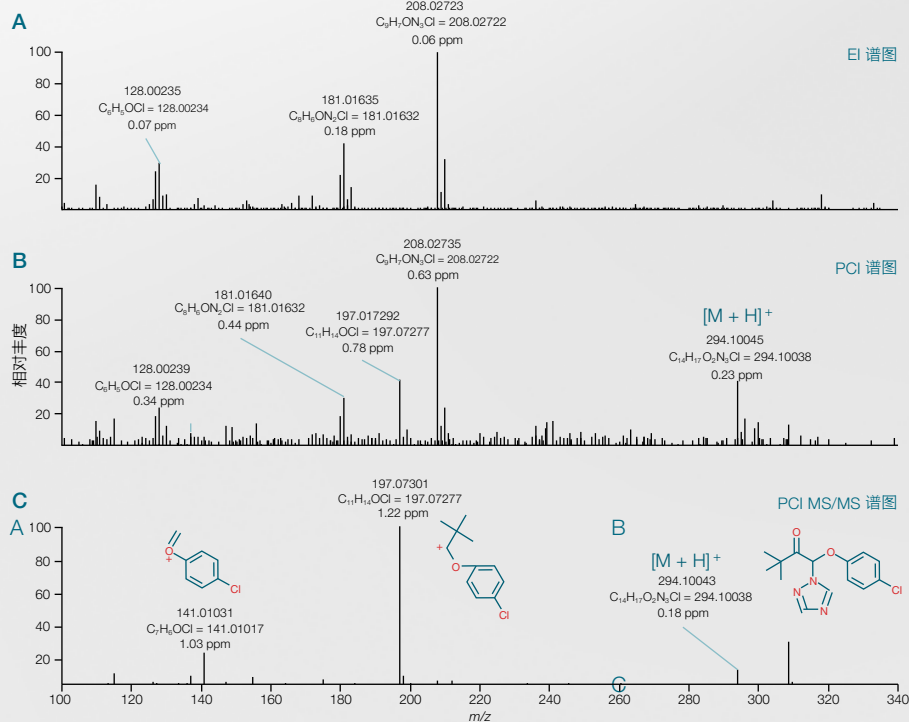 A
EI 谱图
208.02723
C₉H₇ON₃Cl = 208.02722
0.06 ppm
128.00235
C₆H₅OCl = 128.00234
0.07 ppm
181.01635
C₈H₆ON₂Cl = 181.01632
0.18 ppm
100
80
60
40
20
B
PCI 谱图
208.02735
C₉H₇ON₃Cl = 208.02722
0.63 ppm
181.01640
C₈H₆ON₂Cl = 181.01632
0.44 ppm
197.017292
C₁₁H₁₄OCl = 197.07277
0.78 ppm
[M + H]⁺
294.10045
C₁₄H₁₇O₂N₃Cl = 294.10038
0.23 ppm
128.00239
C₆H₅OCl = 128.00234
0.34 ppm
100
80
60
40
20
相对丰度
C
A
PCI MS/MS 谱图
197.07301
C₁₁H₁₄OCl = 197.07277
1.22 ppm
B
[M + H]⁺
294.10043
C₁₄H₁₇O₂N₃Cl = 294.10038
0.18 ppm
141.01031
C₇H₆OCl = 141.01017
1.03 ppm
O
+
Cl
+
O
Cl
O
O
N
N
N
Cl
C
100
80
60
40
20
100 120 140 160 180 200 220 240 260 280 300 320 340
m/z